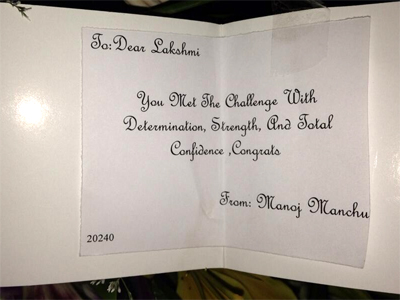 To: Dear Lakshmi
You Met The Challenge With
Determination, Strength, And Total
Confidence ,Congrats
From: Manoj Manchu
20240